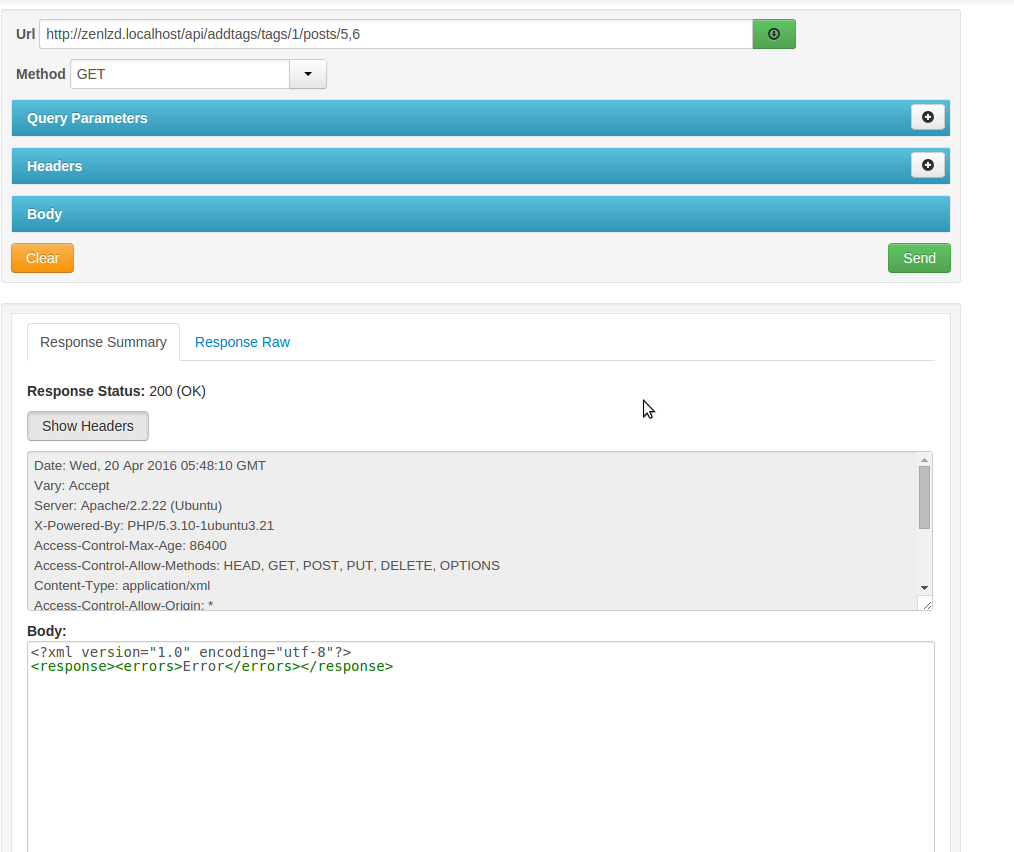 Url http://zenlzd.localhost/api/addtags/tags/1/posts/5,6
Method GET
Query Parameters
Headers
Body
Clear Send
Response Summary Response Raw
Response Status: 200 (OK)
Show Headers
Date: Wed, 20 Apr 2016 05:48:10 GMT
Vary: Accept
Server: Apache/2.2.22 (Ubuntu)
X-Powered-By: PHP/5.3.10-1ubuntu3.21
Access-Control-Max-Age: 86400
Access-Control-Allow-Methods: HEAD, GET, POST, PUT, DELETE, OPTIONS
Content-Type: application/xml
Access-Control-Allow-Origin: *
Body:
<?xml version="1.0" encoding="utf-8"?>
<response><errors>Error</errors></response>